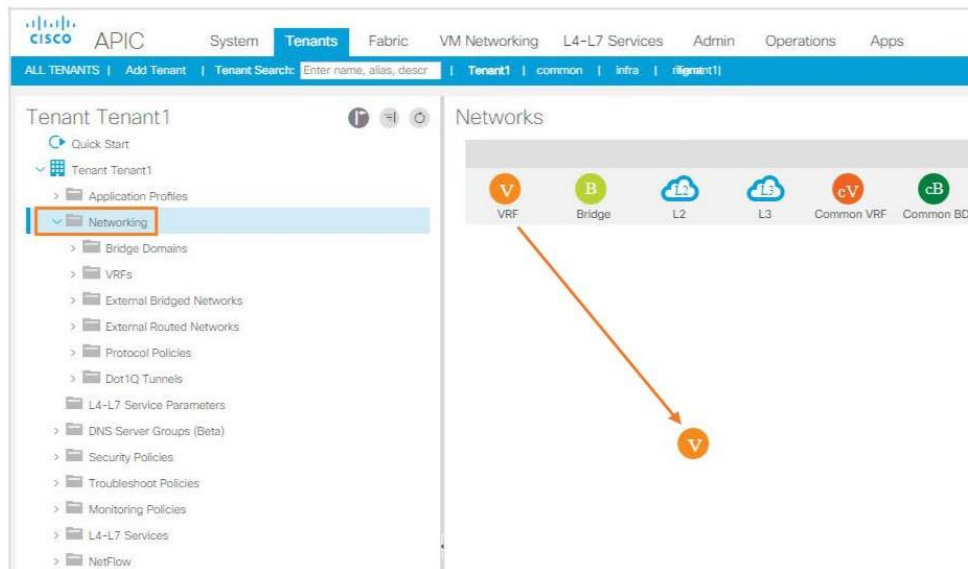 CISCO APIC System Tenants Fabric VM Networking L4-L7 Services Admin Operations Apps
ALL TENANTS | Add Tenant | Tenant Search: Enter name, alias, descr | Tenant1 | common | infra |
Tenant Tenant1
Quick Start
Tenant Tenant1
Application Profiles
Networking
Bridge Domains
VRFs
External Bridged Networks
External Routed Networks
Protocol Policies
Dot1Q Tunnels
L4-L7 Service Parameters
DNS Server Groups (Beta)
Security Policies
Troubleshoot Policies
Monitoring Policies
L4-L7 Services
NetFlow
Networks
V B L2 L3 cV cB
VRF Bridge L2 L3 Common VRF Common BD
V